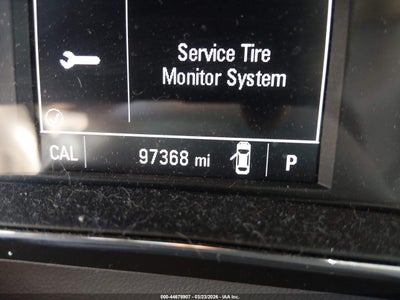 Service Tire
Monitor System
CAL
97368 mi
P
000-44679907 - 03/23/2026 - IAA Inc.